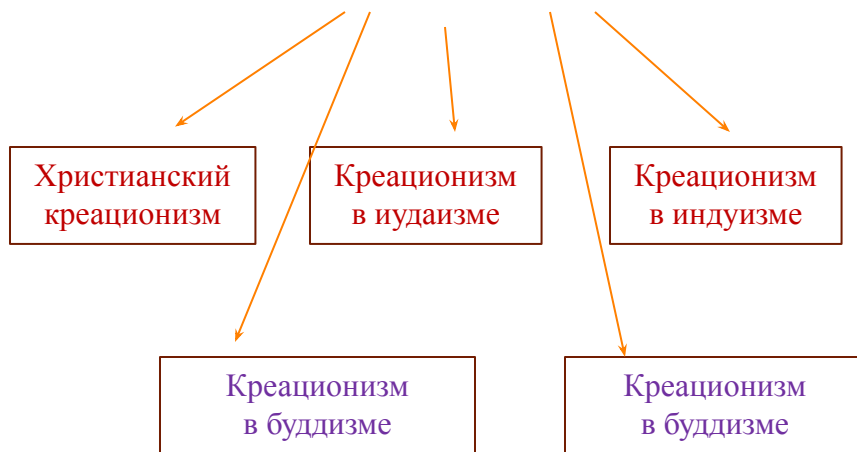 Христианский
креационизм
Креационизм
в иудаизме
Креационизм
в индуизме
Креационизм
в буддизме
Креационизм
в буддизме